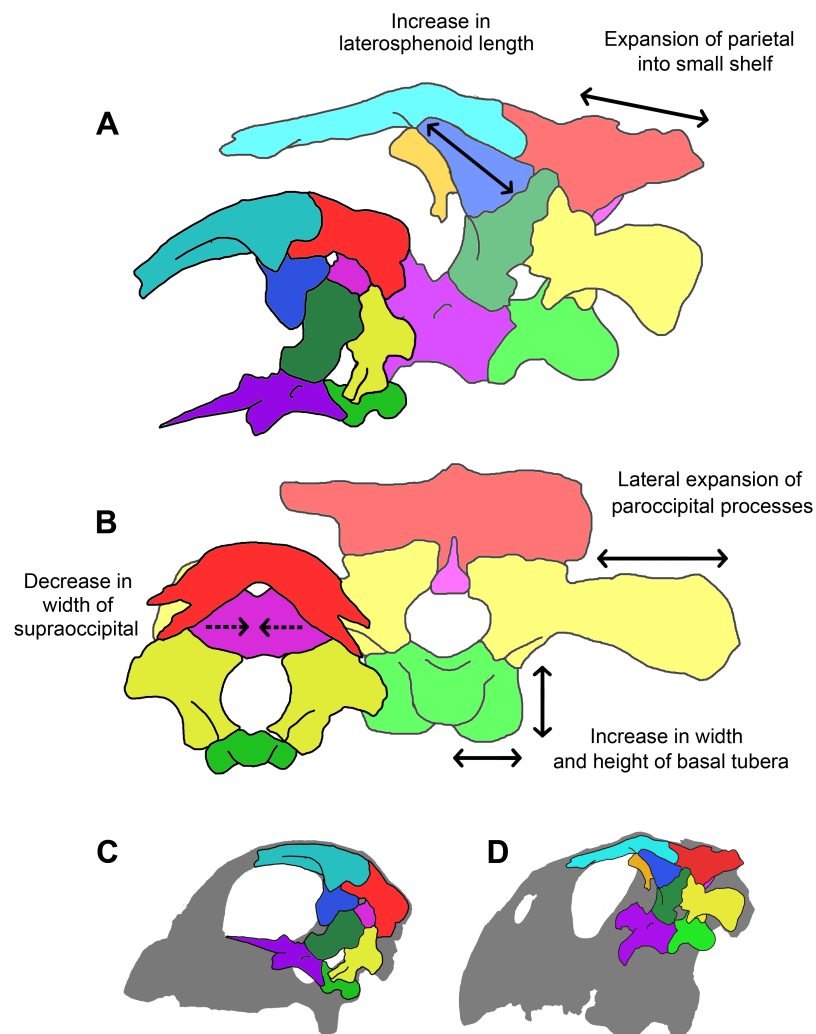 Increase in
laterosphenoid length
Expansion of parietal
into small shelf
A
B
Lateral expansion of
paroccipital processes
Decrease in
width of
supraoccipital
Increase in width
and height of basal tubera
C
D